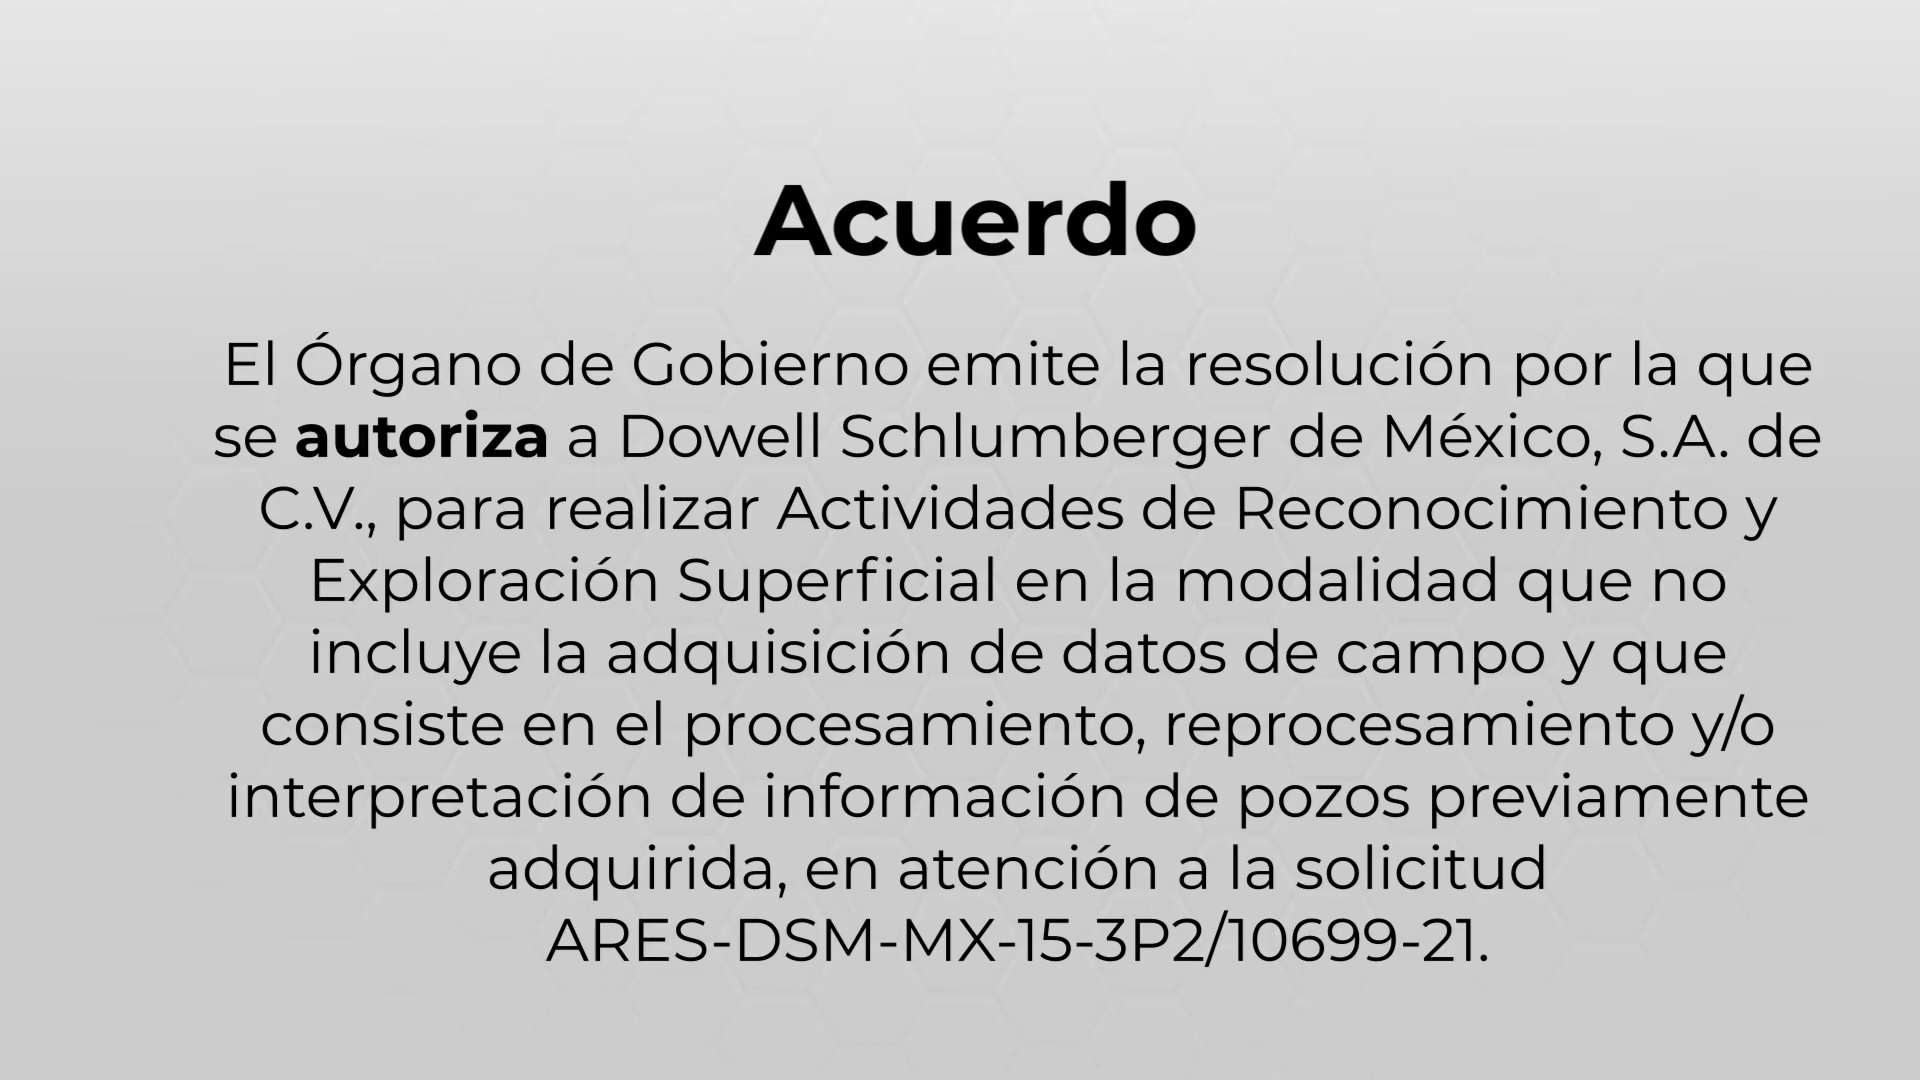 Acuerdo
El Órgano de Gobierno emite la resolución por la que
se autoriza a Dowell Schlumberger de México, S.A. de
C.V., para realizar Actividades de Reconocimiento y
Exploración Superficial en la modalidad que no
incluye la adquisición de datos de campo y que
consiste en el procesamiento, reprocesamiento y/o
interpretación de información de pozos previamente
adquirida, en atención a la solicitud
ARES-DSM-MX-15-3P2/10699-21.